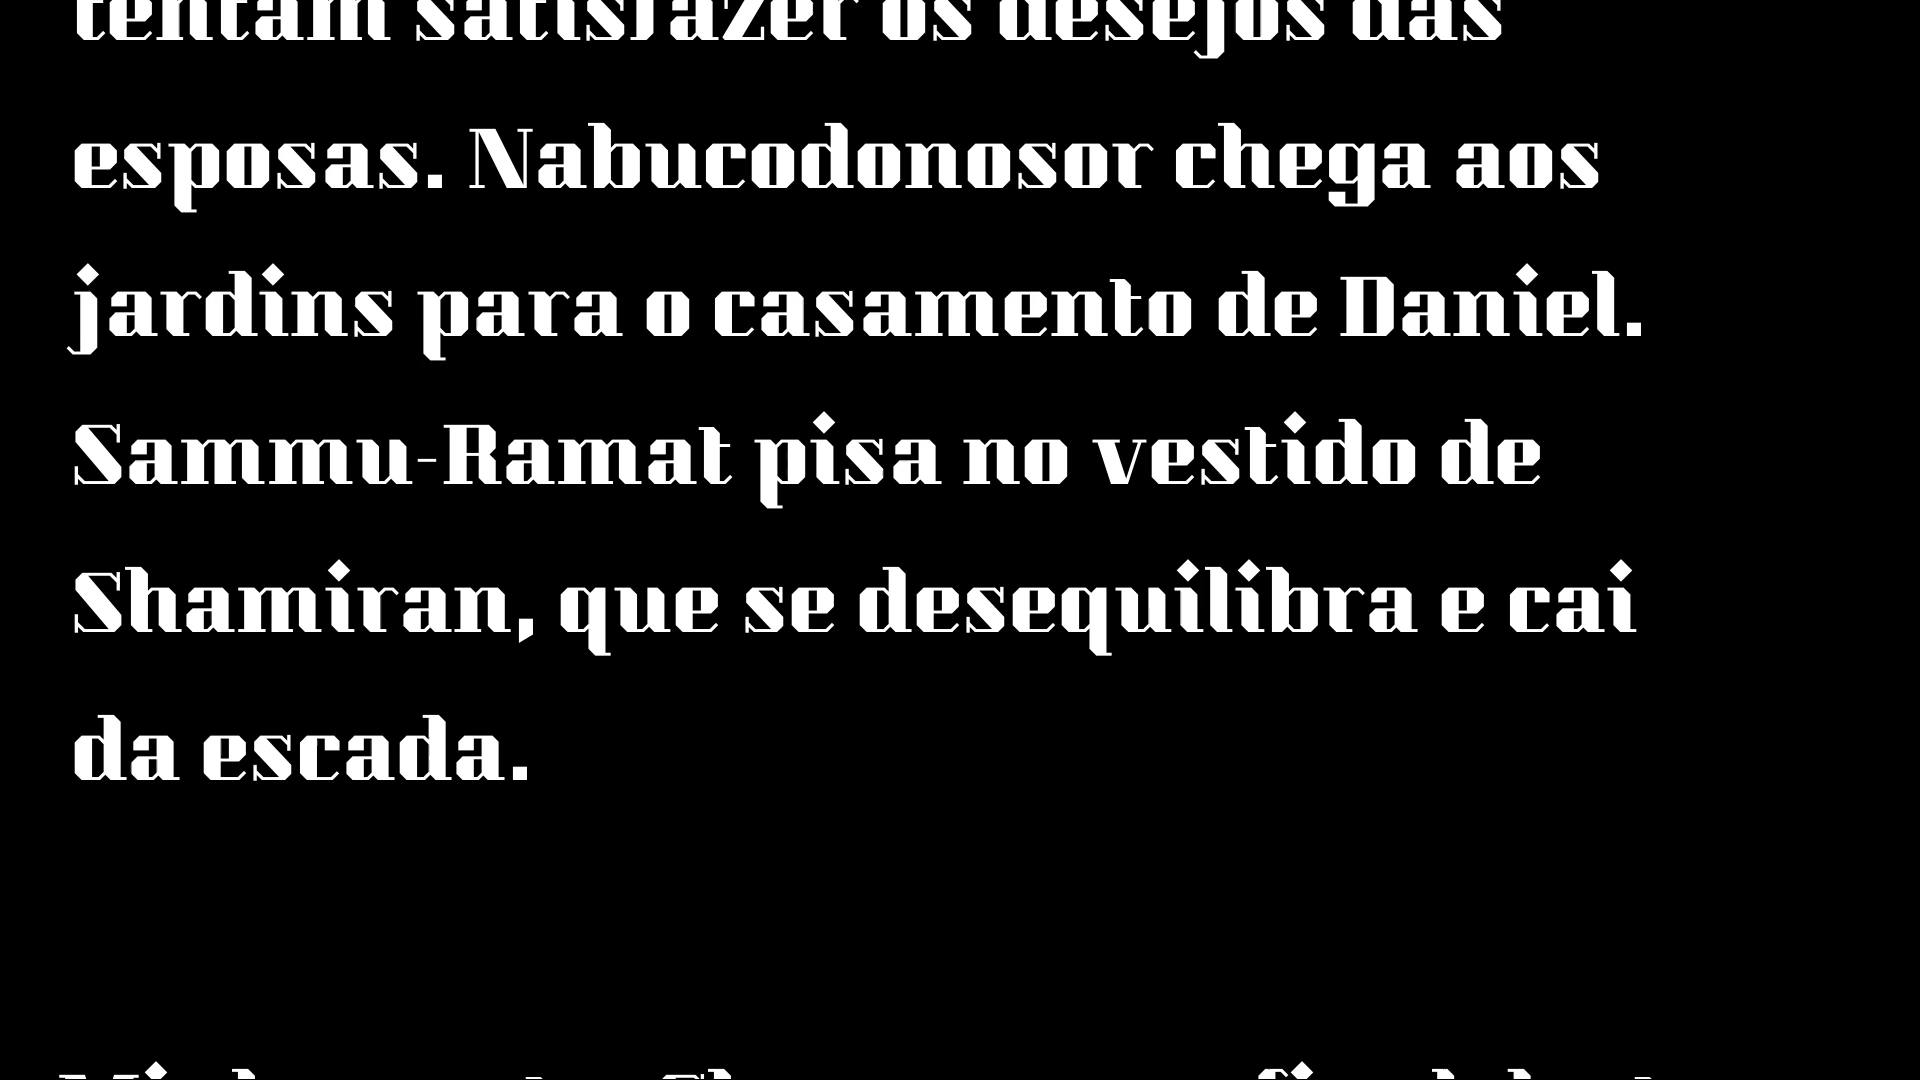 tentam satisfazer os desejos das
esposas. Nabucodonosor chega aos
jardins para o casamento de Daniel.
Sammu-Ramat pisa no vestido de
Shamiran, que se desequilibra e cai
da escada.